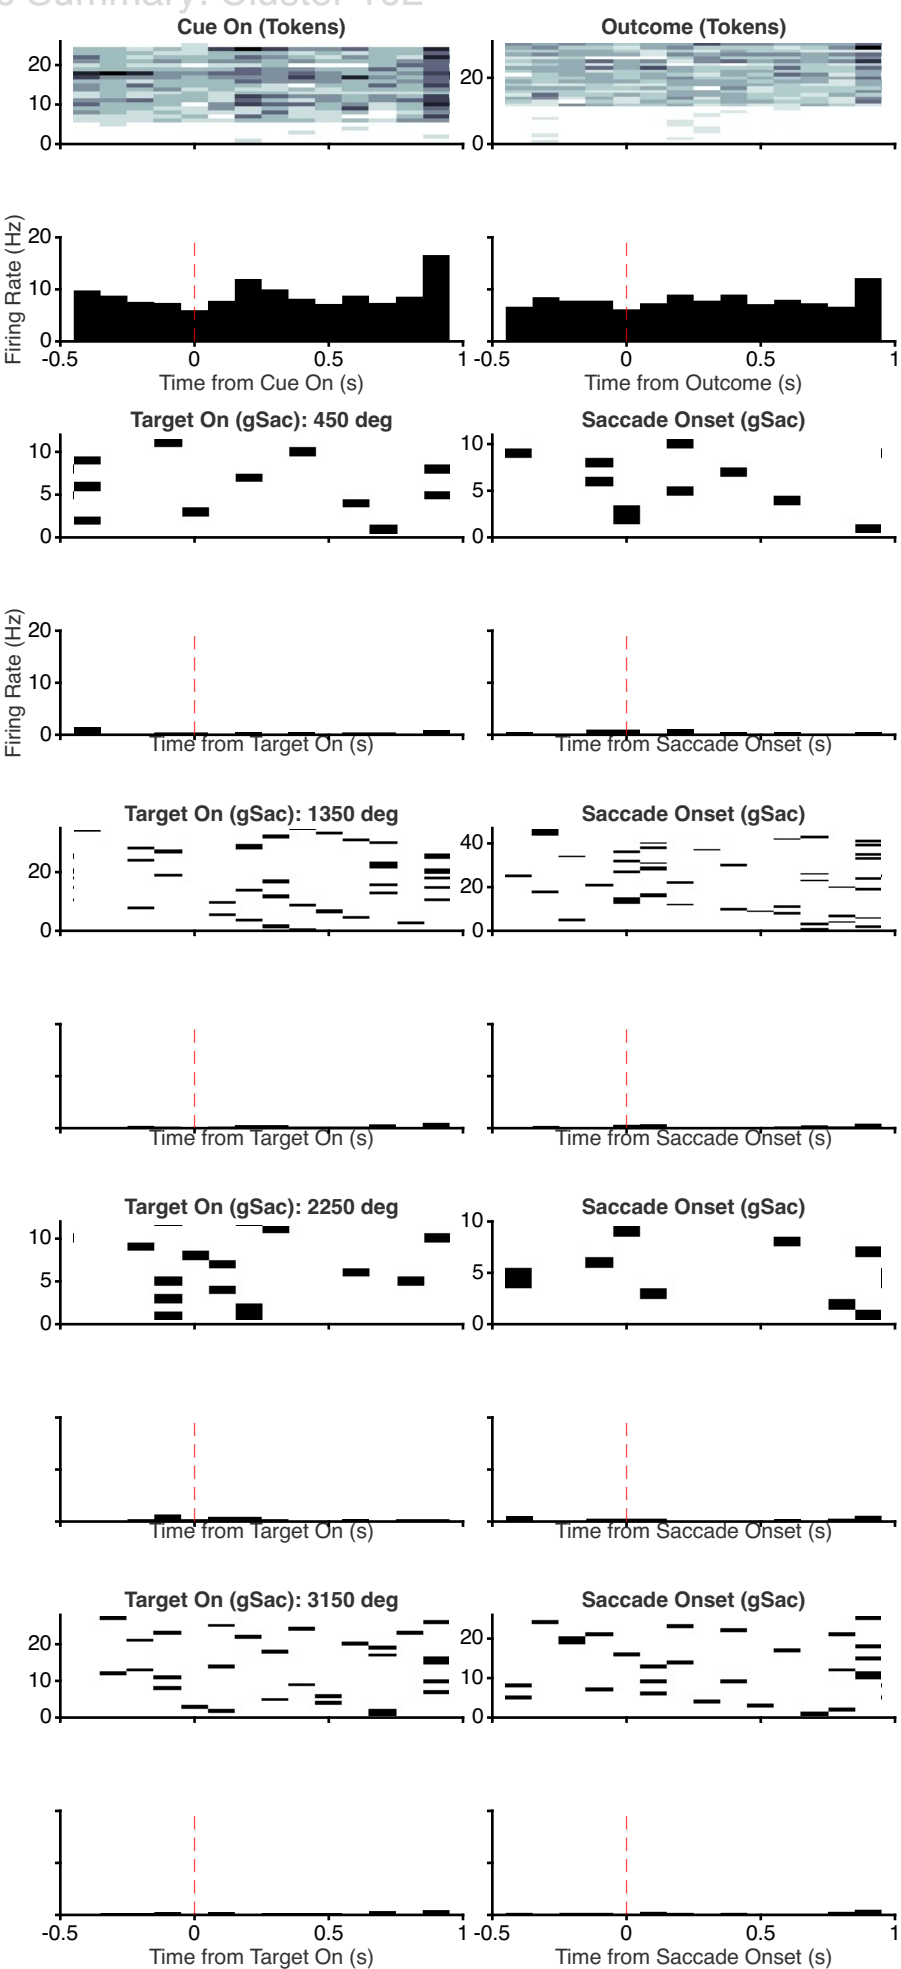 Summary: Cluster 102
Cue On (Tokens) Outcome (Tokens)
20 20
10
0 0
Firing Rate (Hz)
20
10
0
-0.5 0 0.5 1 -0.5 0 0.5 1
Time from Cue On (s) Time from Outcome (s)
Target On (gSac): 450 deg Saccade Onset (gSac)
10 10
5 5
0 0
Firing Rate (Hz)
20
10
0
Time from Target On (s) Time from Saccade Onset (s)
Target On (gSac): 1350 deg Saccade Onset (gSac)
40
20 20
0 0
Time from Target On (s) Time from Saccade Onset (s)
Target On (gSac): 2250 deg Saccade Onset (gSac)
10 10
5 5
0 0
Time from Target On (s) Time from Saccade Onset (s)
Target On (gSac): 3150 deg Saccade Onset (gSac)
20 20
10 10
0 0
-0.5 0 0.5 1 -0.5 0 0.5 1
Time from Target On (s) Time from Saccade Onset (s)